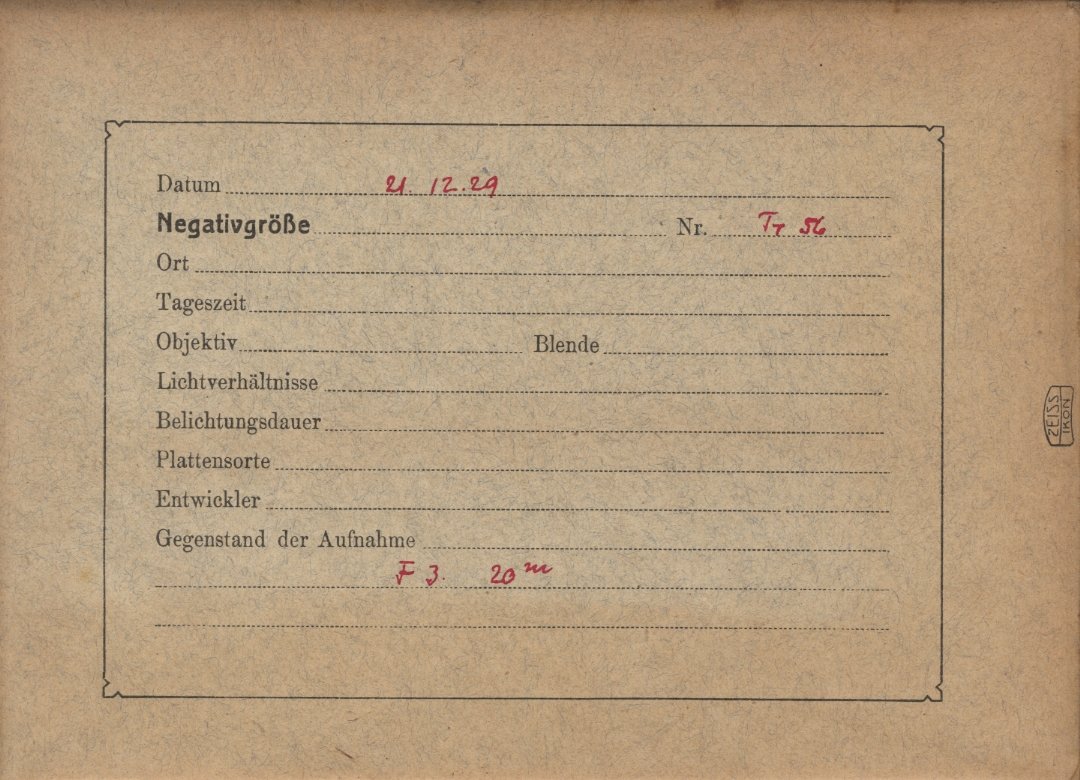 Datum 21. 12. 29
Negativgröße Nr. Tr 56
Ort
Tageszeit
Objektiv Blende
Lichtverhältnisse
Belichtungsdauer
Plattensorte
Entwickler
Gegenstand der Aufnahme
F 3. 20 m
ZEISS
IKON